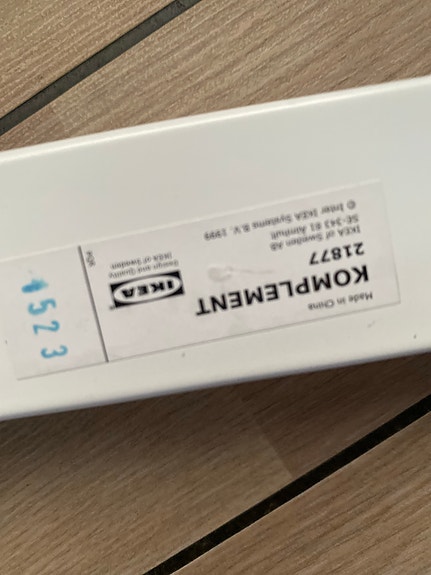 Made in China
KOMPLEMENT
21877
IKEA of Sweden AB
SE-343 81 Älmhult
© Inter IKEA Systems B.V. 1999
IKEA®
Design and Quality
IKEA of Sweden
1523